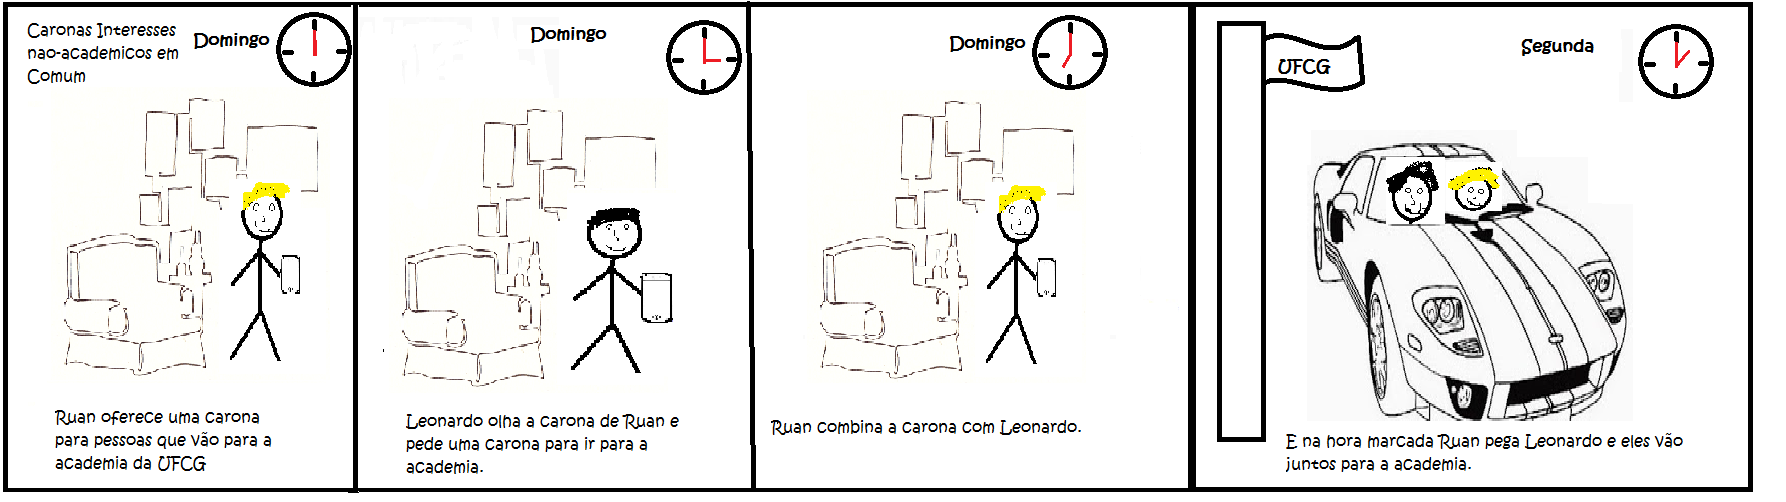 Caronas Interesses
nao-academicos em
Comum
Domingo
Ruan oferece uma carona
para pessoas que vão para a
academia da UFCG
Domingo
Leonardo olha a carona de Ruan e
pede uma carona para ir para a
academia.
Domingo
Ruan combina a carona com Leonardo.
UFCG
Segunda
E na hora marcada Ruan pega Leonardo e eles vão
juntos para a academia.